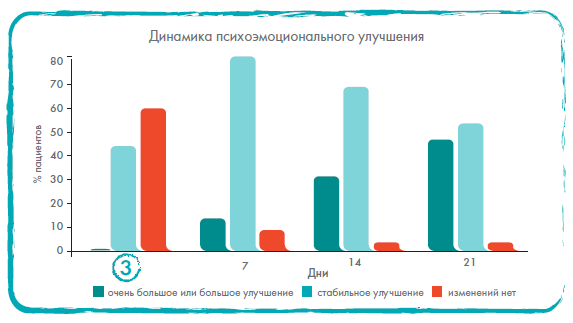 Динамика психоэмоционального улучшения
% пациентов
80
70
60
50
40
30
20
10
0
3
7
14
21
Дни
очень большое или большое улучшение
стабильное улучшение
изменений нет